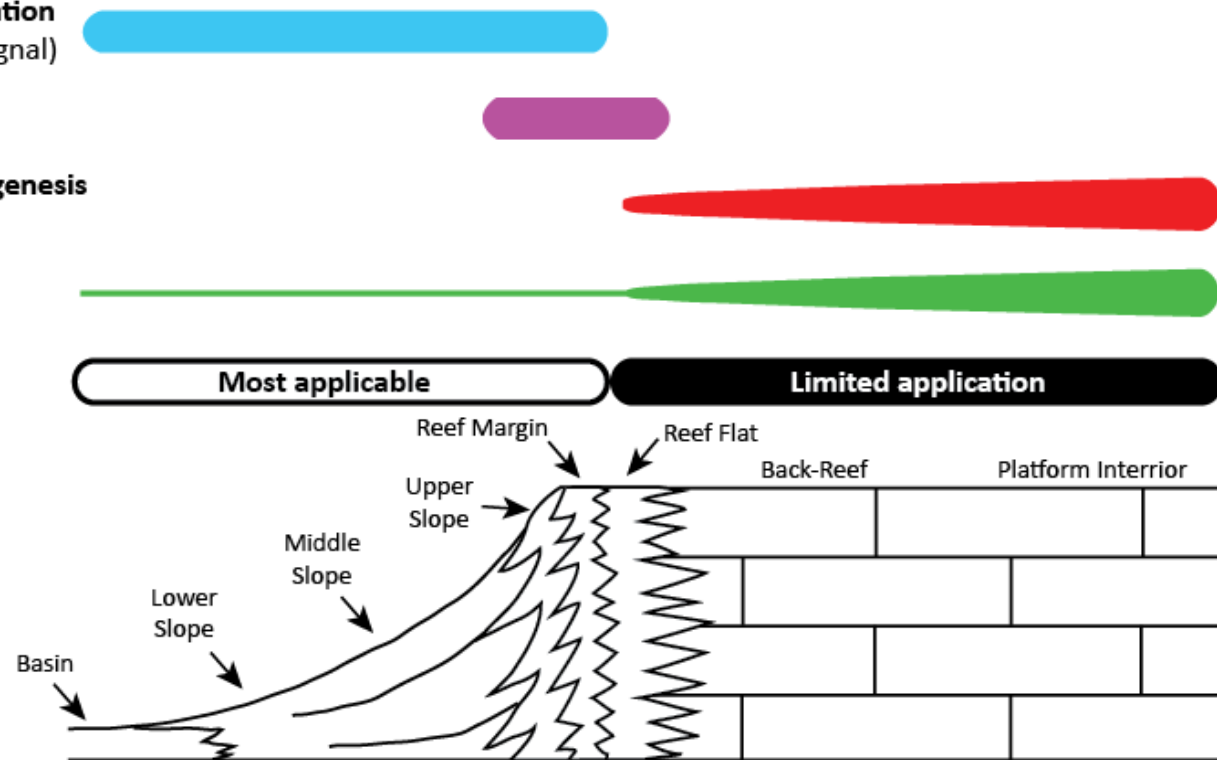 tion
gnal)
genesis
Most applicable
Limited application
Reef Margin
Reef Flat
Back-Reef
Platform Interrior
Upper
Slope
Middle
Slope
Lower
Slope
Basin